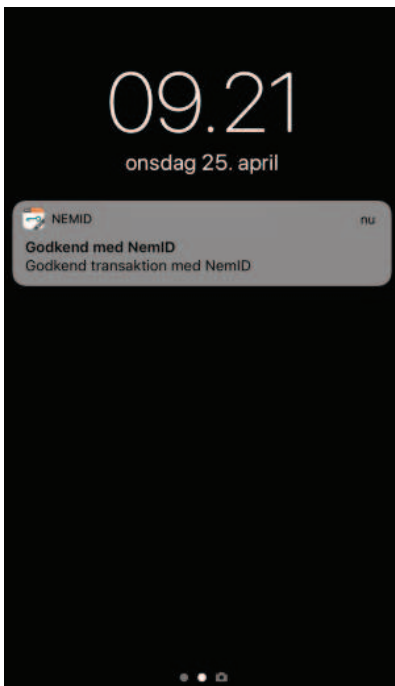 09.21
onsdag 25. april
NEMID nu
Godkend med NemID
Godkend transaktion med NemID